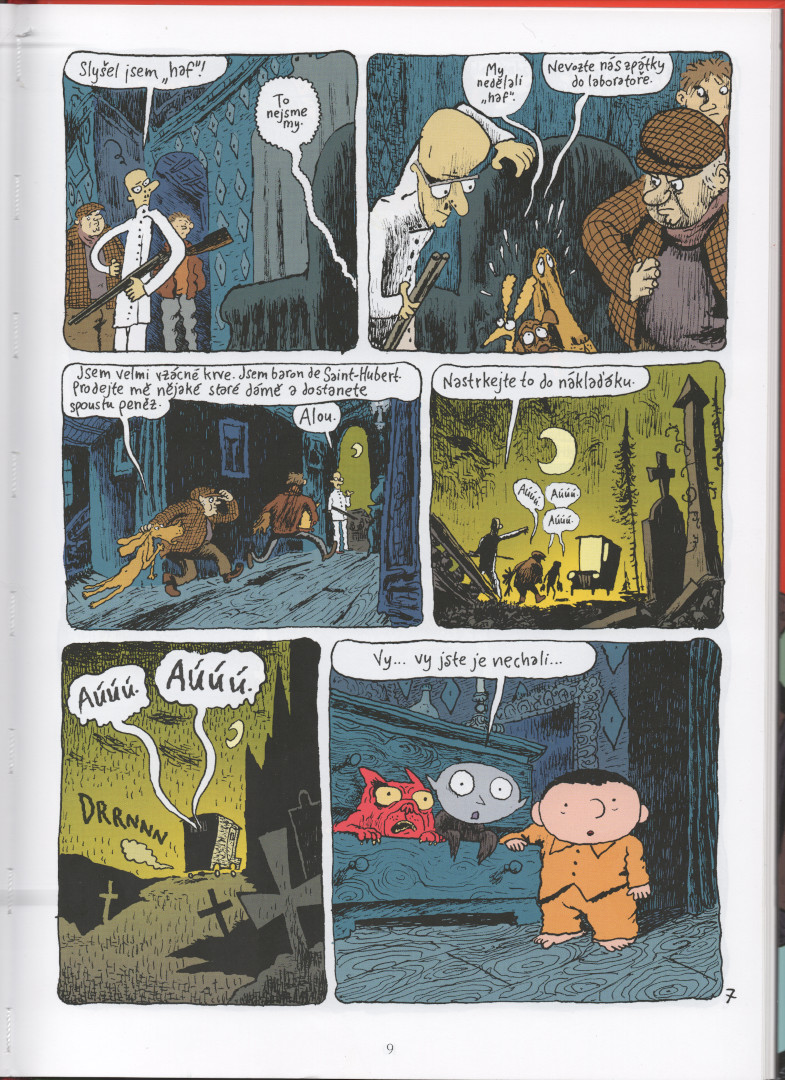 Slyšel jsem „haf“!
To
nejsme
my.
My
nedělali
„haf“.
Nevozte nás zpátky
do laboratoře.
Jsem velmi vzácné krve. Jsem baron de Saint-Hubert.
Prodejte mě nějaké staré dámě a dostanete
spoustu peněz.
Alou.
Nastrkejte to do náklaďáku.
Aúúú.
Aúúú.
Aúúú.
Aúúú.
Aúúú.
DRRNNN
Vy... vy jste je nechali...
7
9